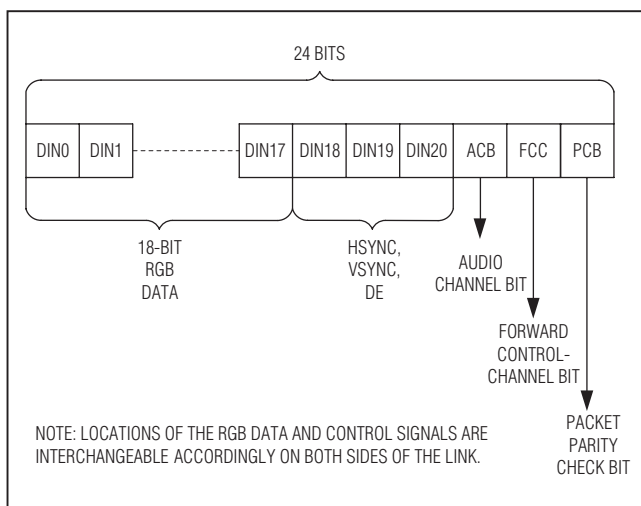 24 BITS
DIN0 DIN1 DIN17 DIN18 DIN19 DIN20 ACB FCC PCB
18-BIT
RGB
DATA
HSYNC,
VSYNC,
DE
AUDIO
CHANNEL BIT
FORWARD
CONTROL-
CHANNEL BIT
PACKET
PARITY
CHECK BIT
NOTE: LOCATIONS OF THE RGB DATA AND CONTROL SIGNALS ARE
INTERCHANGEABLE ACCORDINGLY ON BOTH SIDES OF THE LINK.